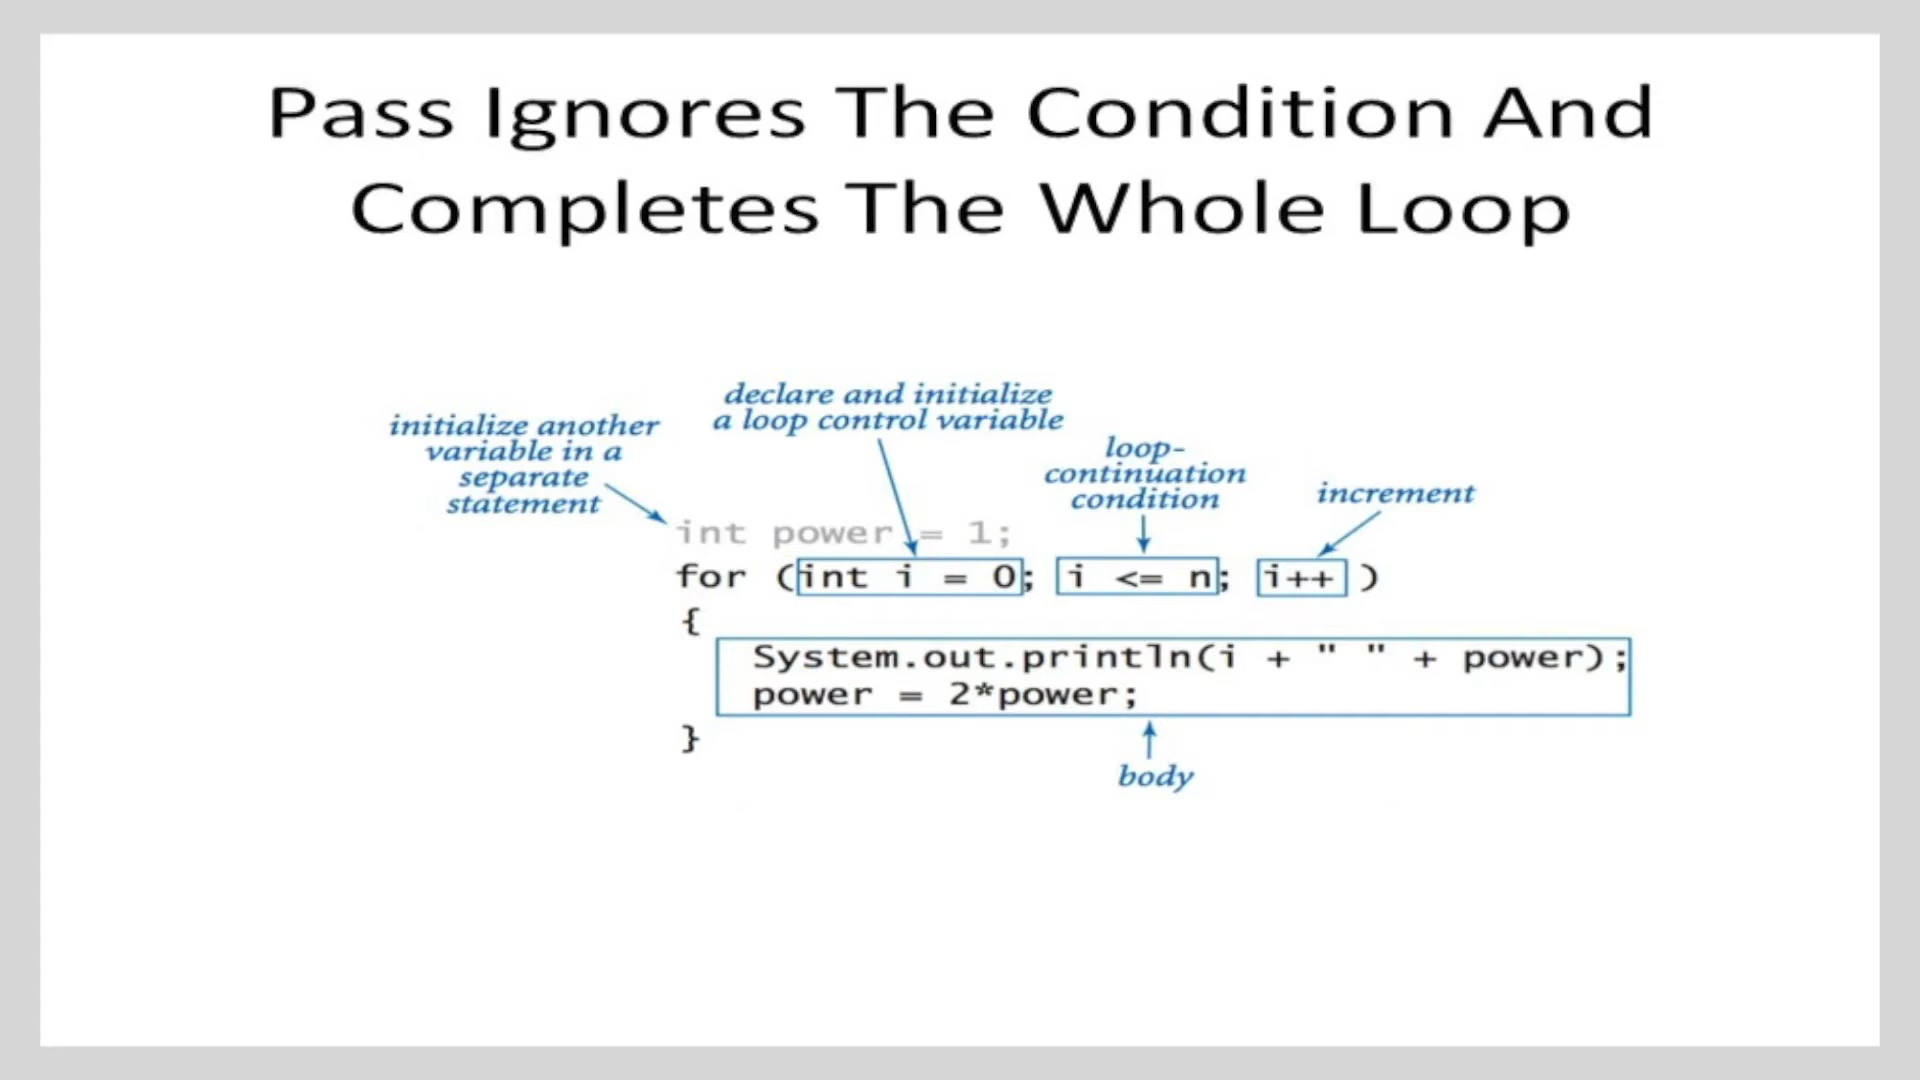 Pass Ignores The Condition And
Completes The Whole Loop
declare and initialize
a loop control variable
initialize another
variable in a
separate
statement
loop-
continuation
condition
increment
int power = 1;
for (int i = 0; i <= n; i++ )
{
System.out.println(i + " " + power);
power = 2*power;
}
body